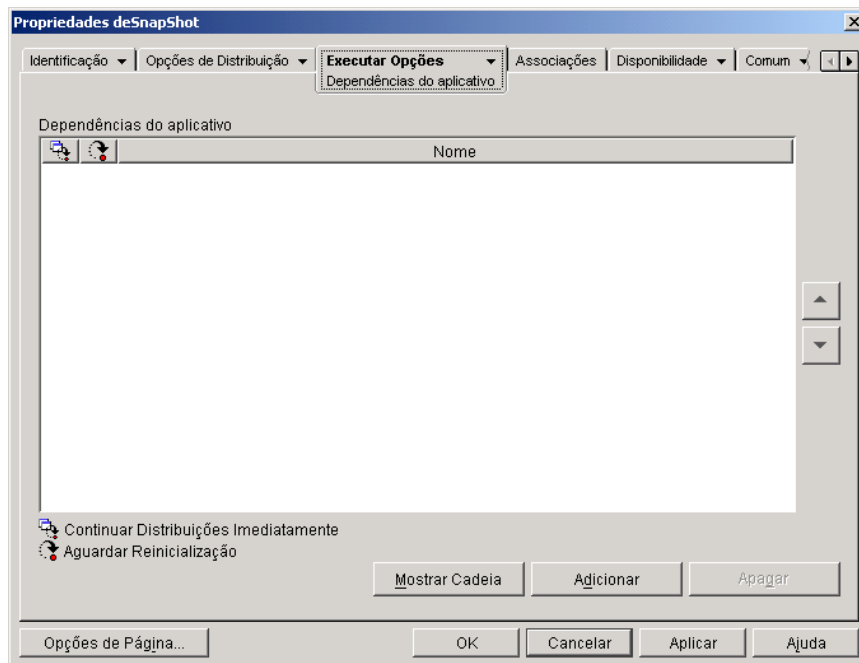 Propriedades deSnapShot
Identificação
Opções de Distribuição
Executar Opções
Associações
Disponibilidade
Comum
Dependências do aplicativo
Dependências do aplicativo
Nome
Continuar Distribuições Imediatamente
Aguardar Reinicialização
Mostrar Cadeia
Adicionar
Apagar
Opções de Página...
OK
Cancelar
Aplicar
Ajuda